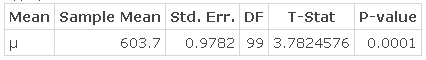 Mean Sample Mean Std. Err. DF T-Stat P-value
μ 603.7 0.9782 99 3.7824576 0.0001